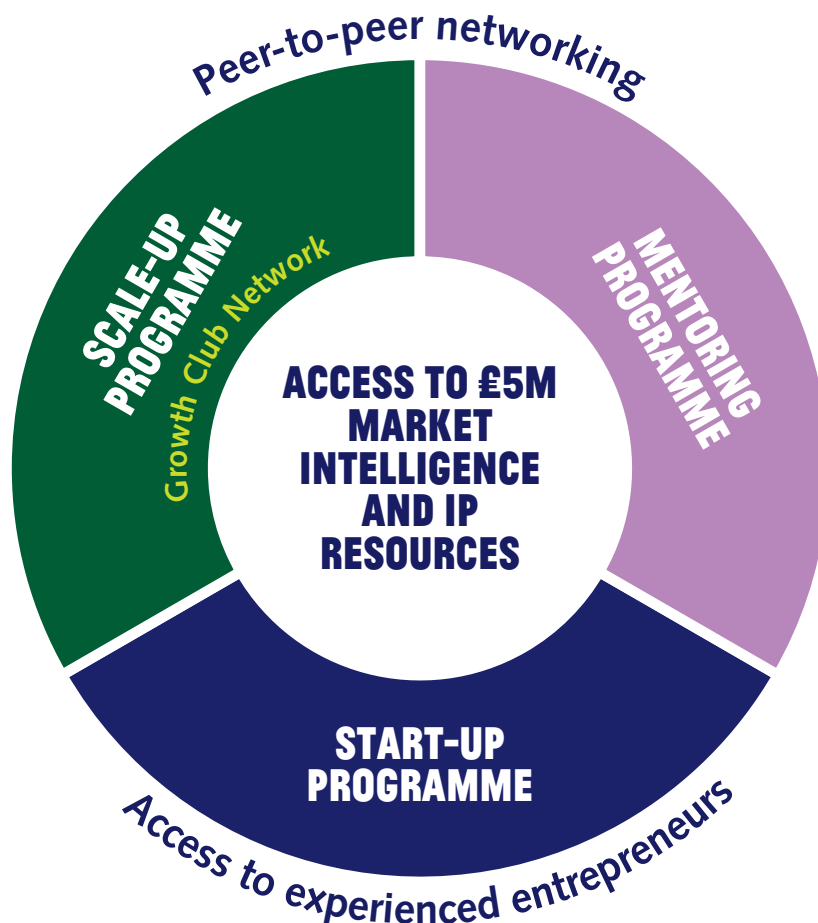 Peer-to-peer networking
SCALE-UP
PROGRAMME
Growth Club Network
MENTORING
PROGRAMME
ACCESS TO £5M
MARKET
INTELLIGENCE
AND IP
RESOURCES
START-UP
PROGRAMME
Access to experienced entrepreneurs